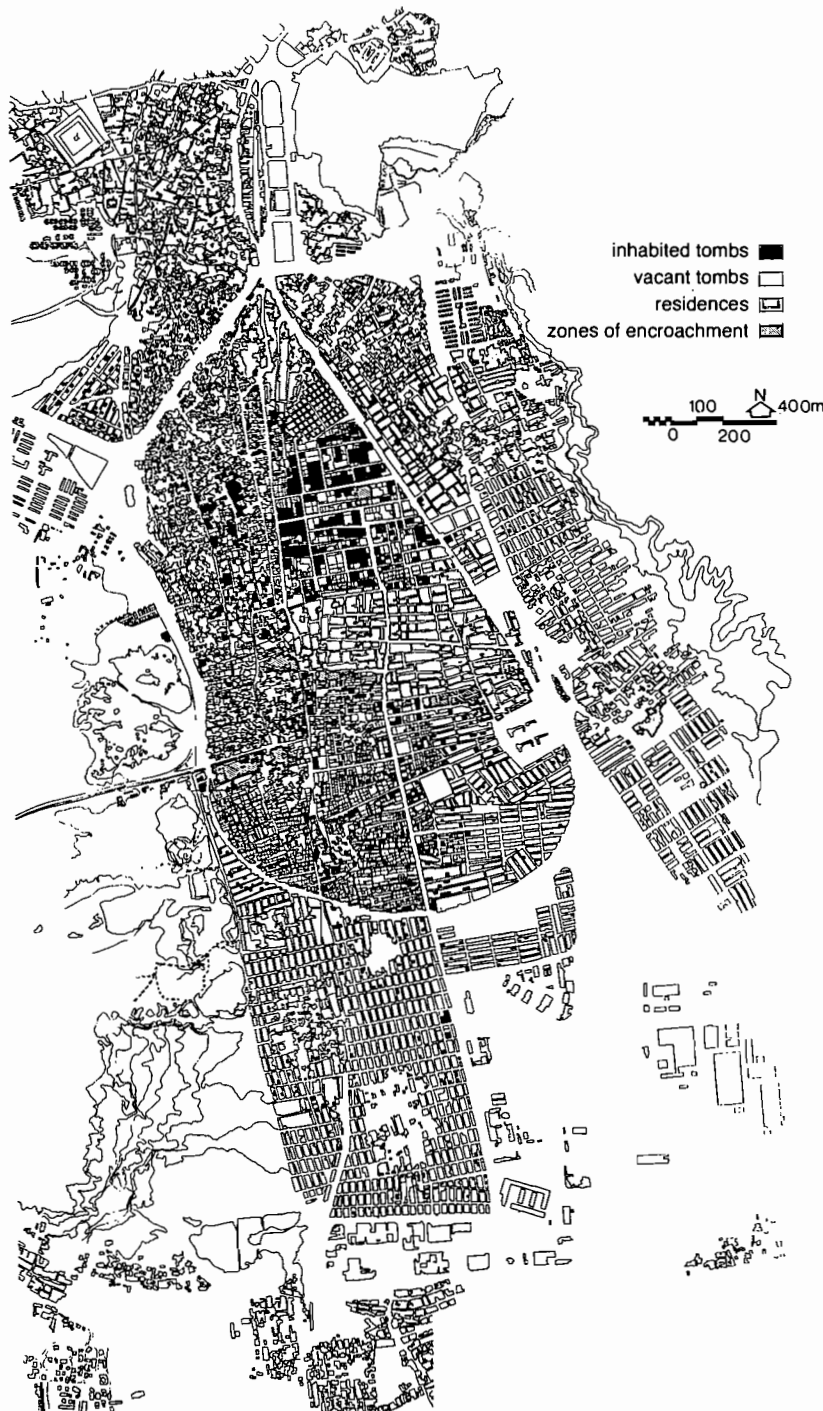 inhabited tombs
vacant tombs
residences
zones of encroachment
N
100 400m
0 200